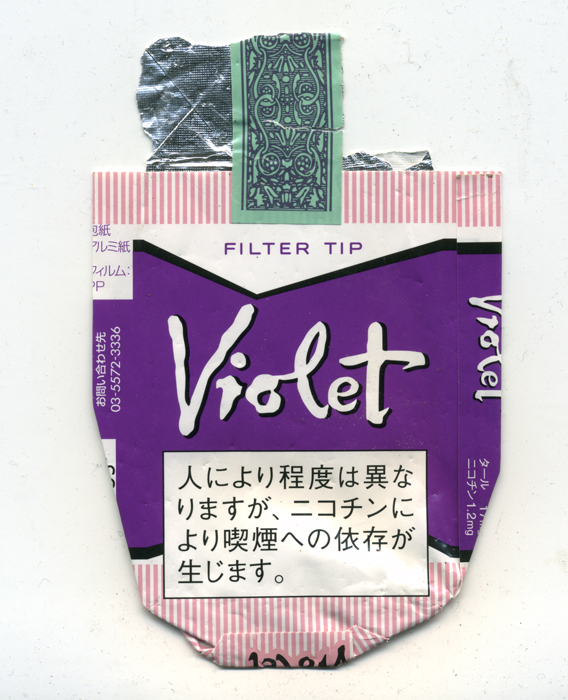 FILTER TIP
Violet
人により程度は異な
りますが、ニコチンに
より喫煙への依存が
生じます。
包紙
アルミ紙
フィルム:
PP
お問い合わせ先
03-5572-3336
Violet
タール
ニコチン1.2mg